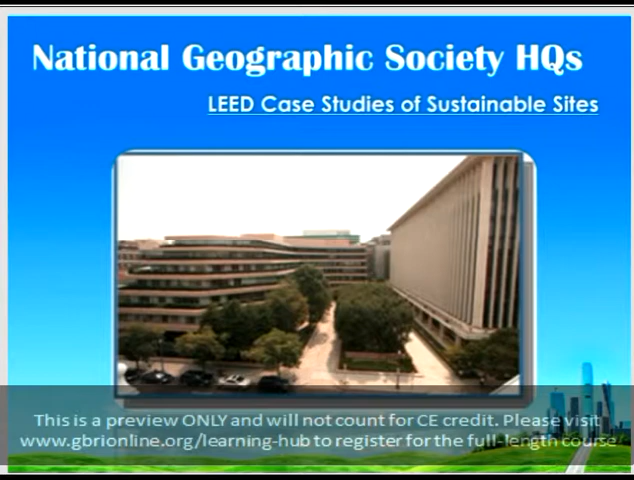 National Geographic Society HQs
LEED Case Studies of Sustainable Sites
This is a preview ONLY and will not count for CE credit. Please visit
www.gbrionline.org/learning-hub to register for the full-length course